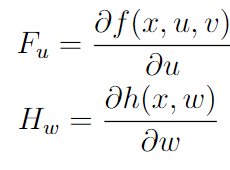 F_u = ∂f(x, u, v) / ∂u
H_w = ∂h(x, w) / ∂w